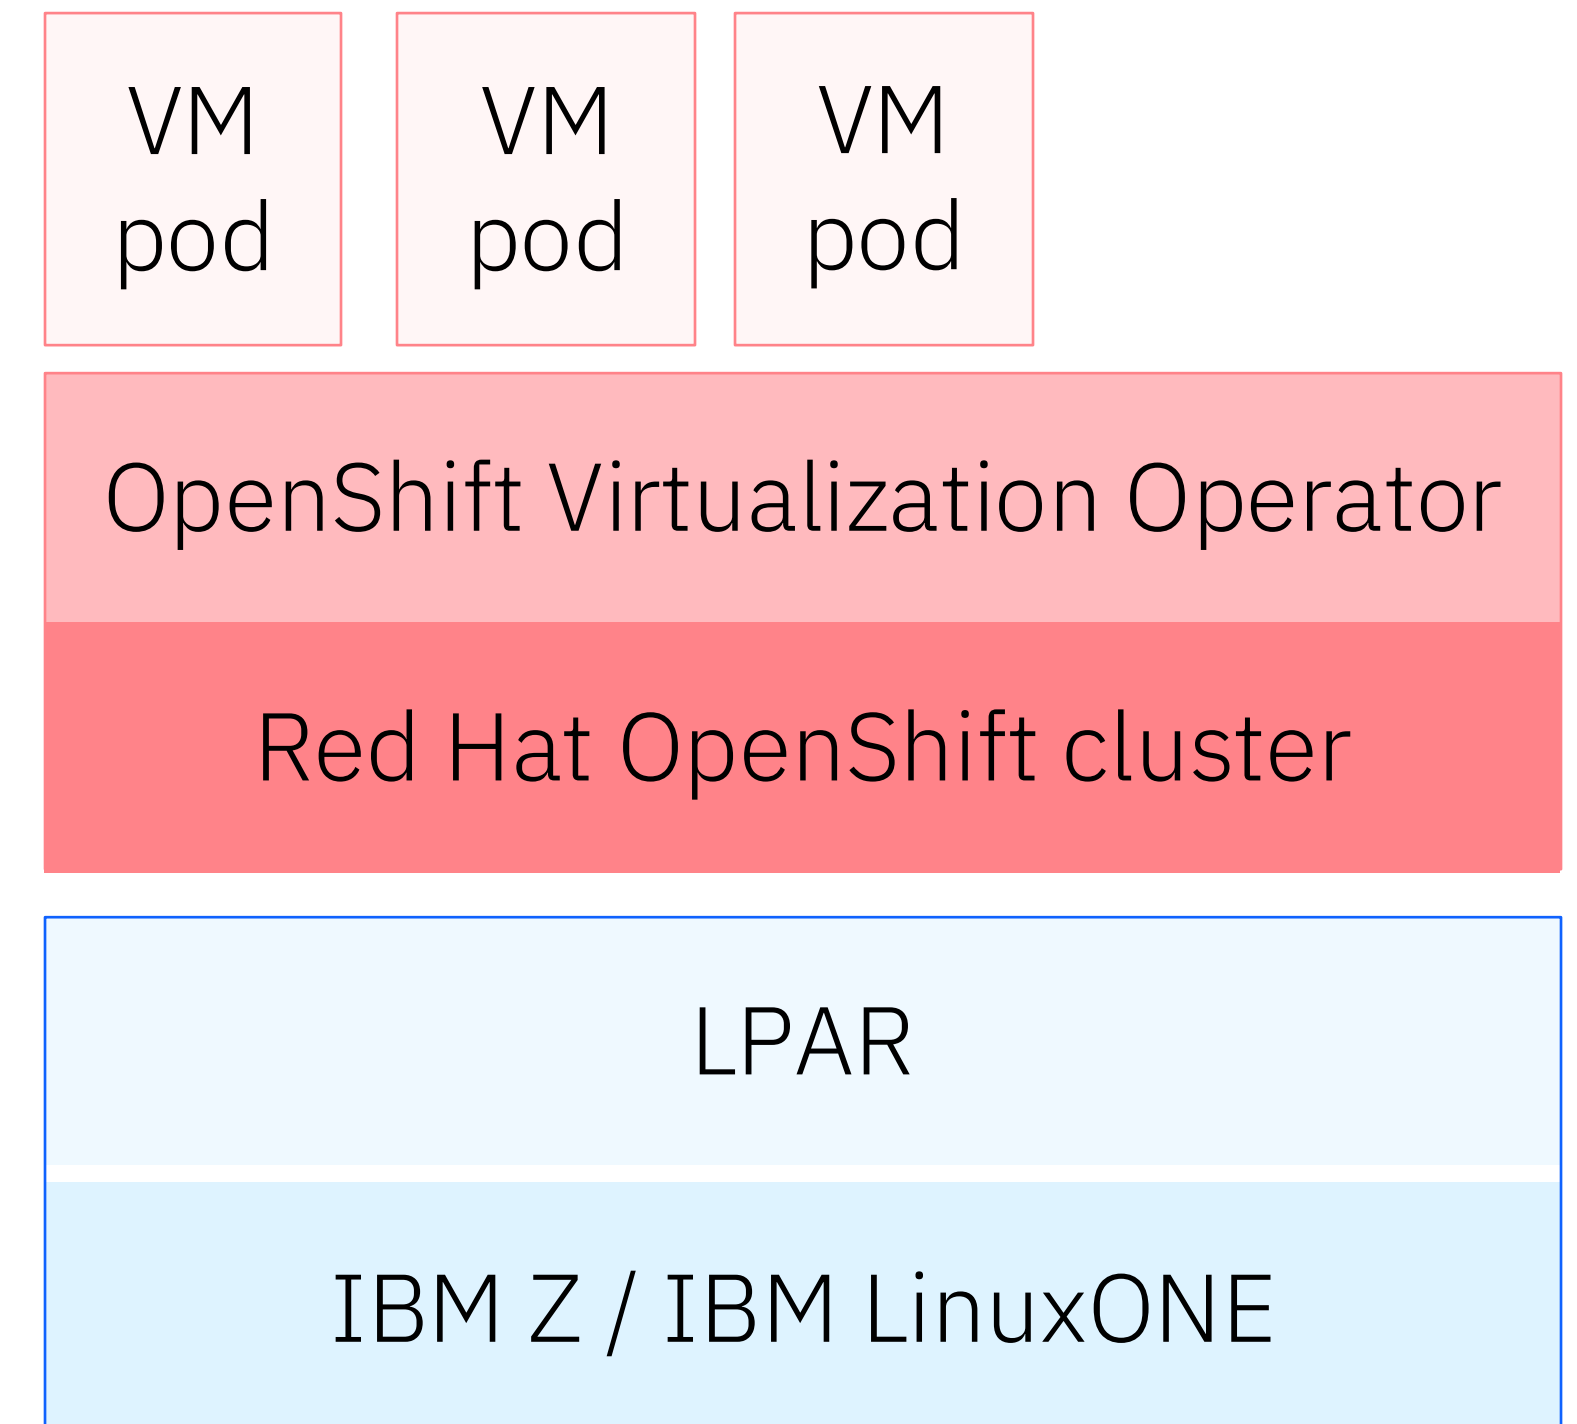 VM
pod
VM
pod
VM
pod
OpenShift Virtualization Operator
Red Hat OpenShift cluster
LPAR
IBM Z / IBM LinuxONE